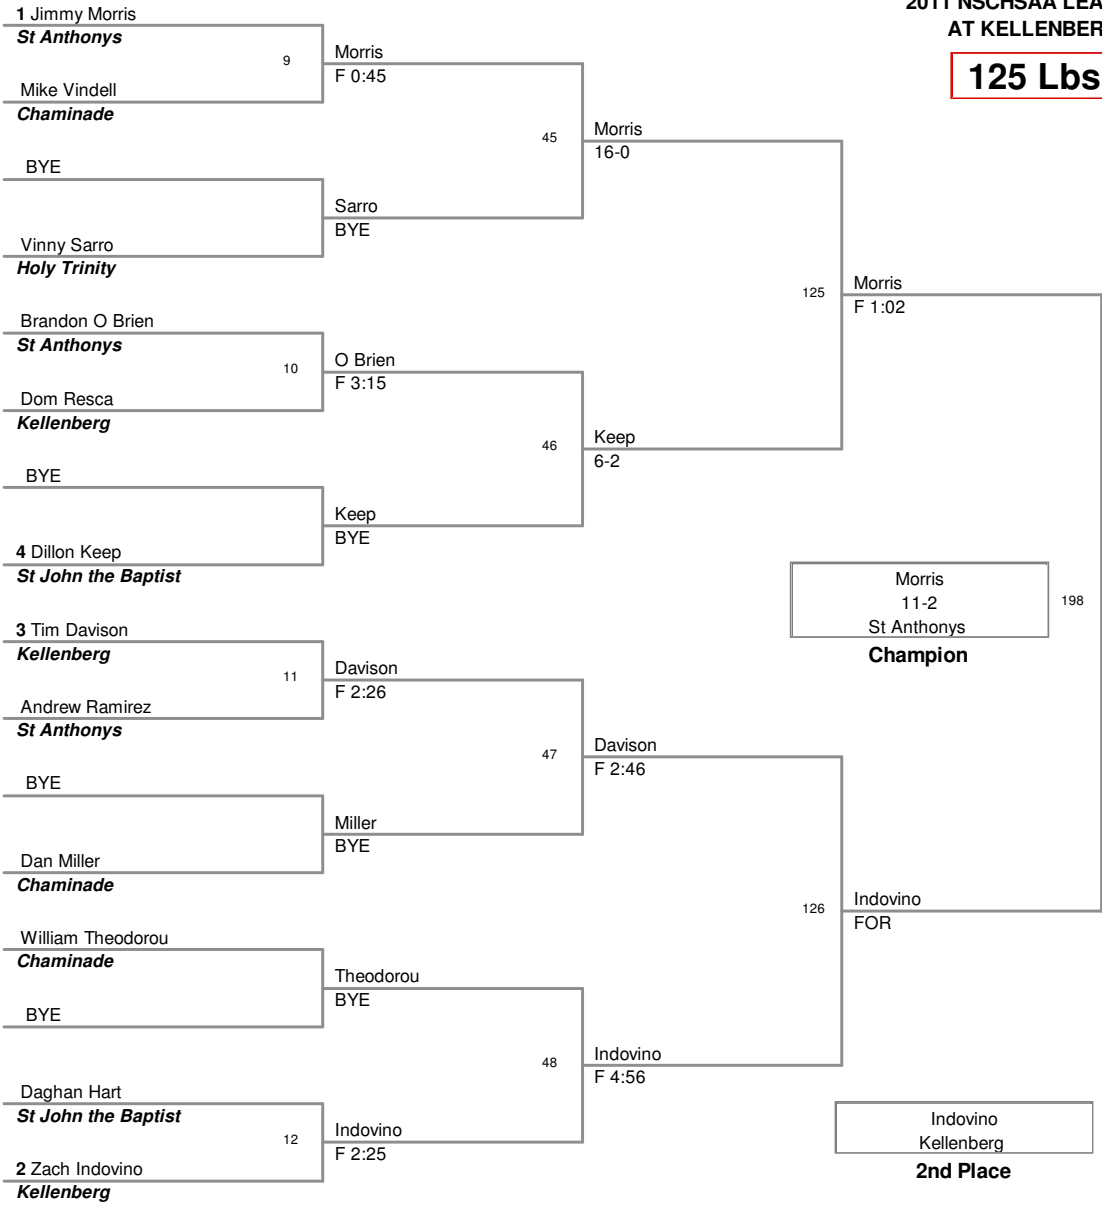 2011 NSCHSAA
AT
125 Lbs
1 Jimmy Morris
St Anthonys
9
Morris
F 0:45
Mike Vindell
Chaminade
45
Morris
16-0
BYE
Sarro
BYE
Vinny Sarro
Holy Trinity
125
Morris
F 1:02
Brandon O Brien
St Anthonys
10
O Brien
F 3:15
Dom Resca
Kellenberg
46
Keep
6-2
BYE
Keep
BYE
4 Dillon Keep
St John the Baptist
Morris
11-2
St Anthonys
198
Champion
3 Tim Davison
Kellenberg
11
Davison
F 2:26
Andrew Ramirez
St Anthonys
47
Davison
F 2:46
BYE
Miller
BYE
Dan Miller
Chaminade
126
Indovino
FOR
William Theodorou
Chaminade
Theodorou
BYE
BYE
48
Indovino
F 4:56
Daghan Hart
St John the Baptist
12
Indovino
F 2:25
2 Zach Indovino
Kellenberg
Indovino
Kellenberg
2nd Place